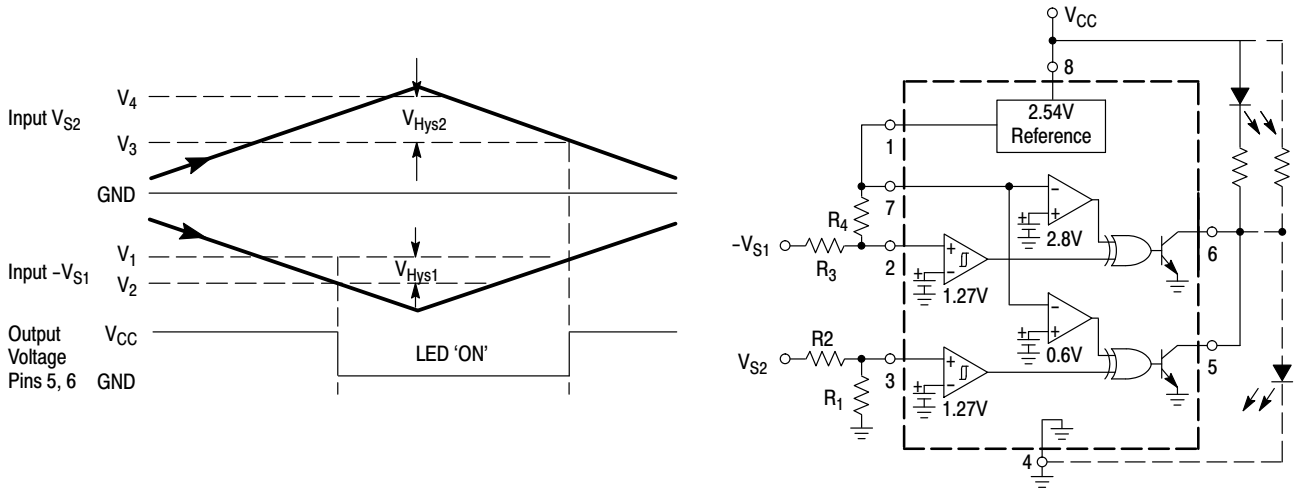 Input VS2
V4
V3
GND
VHys2
Input –VS1
V1
V2
VHys1
Output
Voltage
Pins 5, 6
VCC
GND
LED ‘ON’
VCC
8
2.54V
Reference
1
7
R4
–VS1
R3
2
+
–
1.27V
–
+
2.8V
6
VS2
R2
R1
3
+
–
1.27V
–
+
0.6V
5
4
+
+
+
+